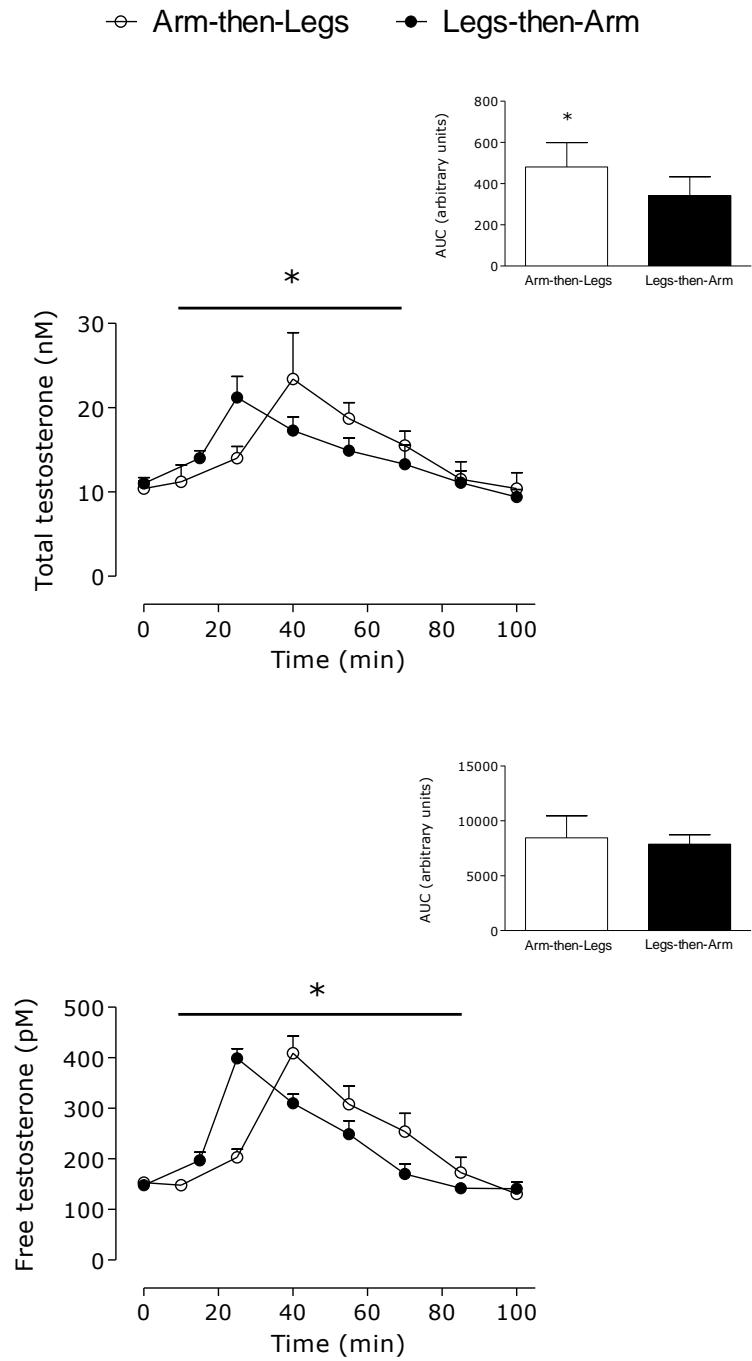 Arm-then-Legs Legs-then-Arm
800
600
400
200
0
AUC (arbitrary units)
*
Arm-then-Legs Legs-then-Arm
*
30
20
10
0
Total testosterone (nM)
0 20 40 60 80 100
Time (min)
15000
10000
5000
0
AUC (arbitrary units)
Arm-then-Legs Legs-then-Arm
*
500
400
300
200
100
0
Free testosterone (pM)
0 20 40 60 80 100
Time (min)